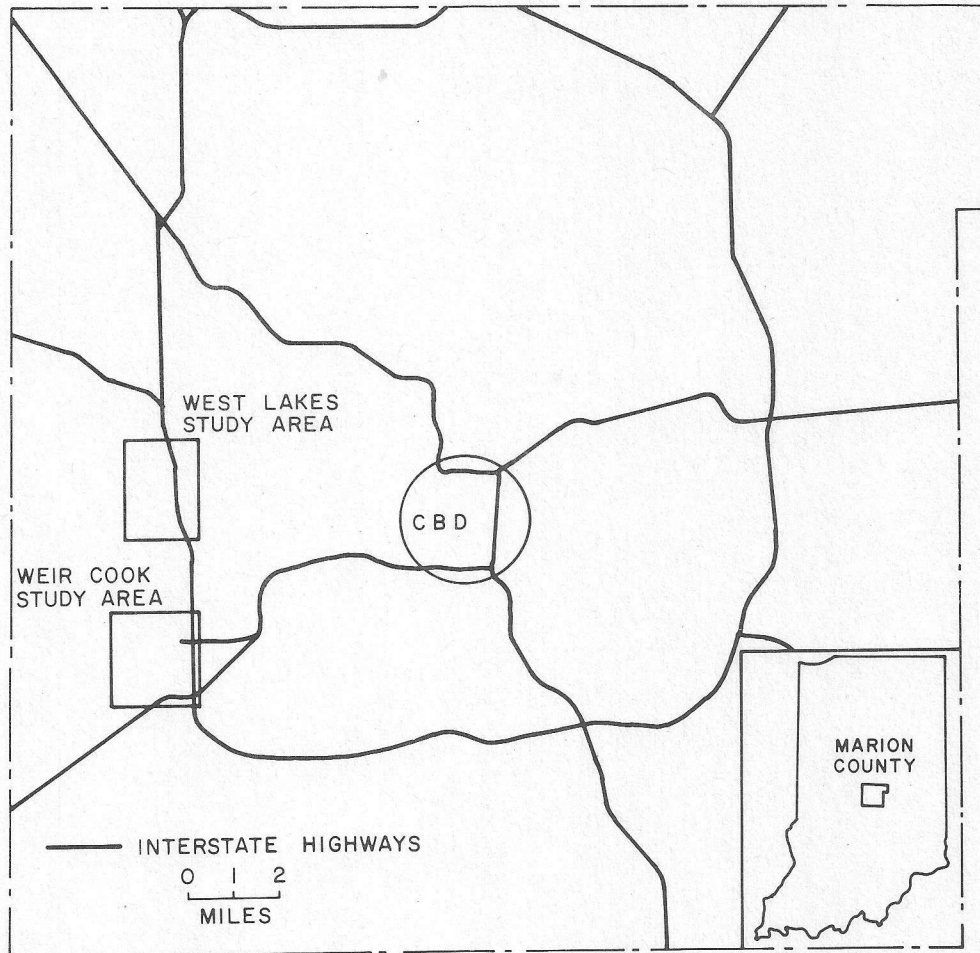 WEST LAKES
STUDY AREA
CBD
WEIR COOK
STUDY AREA
MARION
COUNTY
INTERSTATE HIGHWAYS
0 1 2
MILES